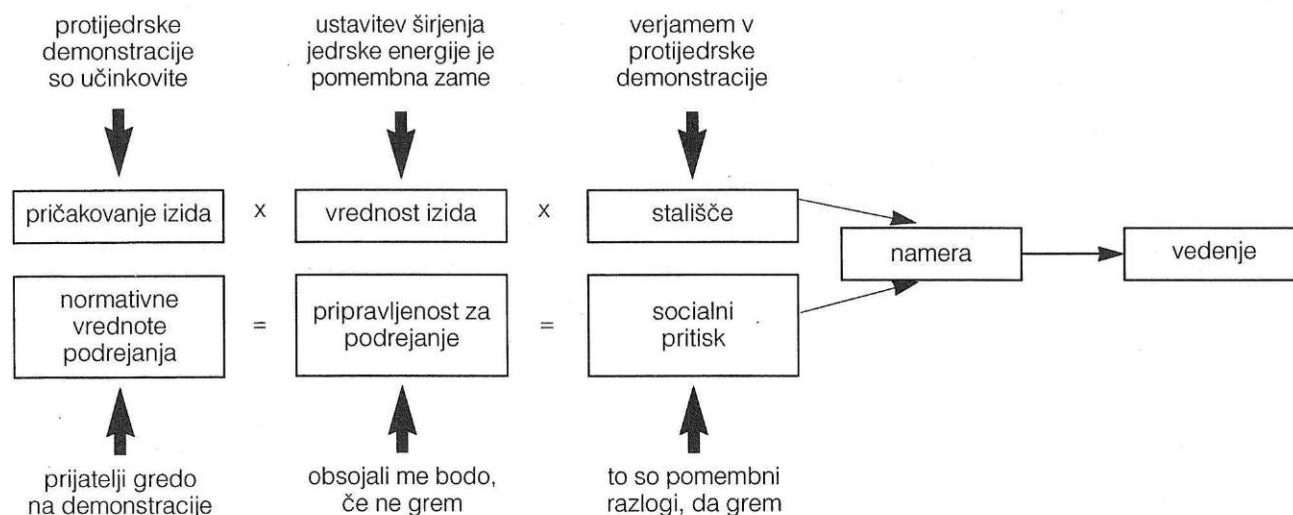 protijedrske
demonstracije
so učinkovite
ustavitev širjenja
jedrske energije je
pomembna zame
verjamem v
protijedrske
demonstracije
pričakovanje izida
x
vrednost izida
x
stališče
namera
vedenje
normativne
vrednote
podrejanja
=
pripravljenost za
podrejanje
=
socialni
pritisk
prijatelji gredo
na demonstracije
obsojali me bodo,
če ne grem
to so pomembni
razlogi, da grem